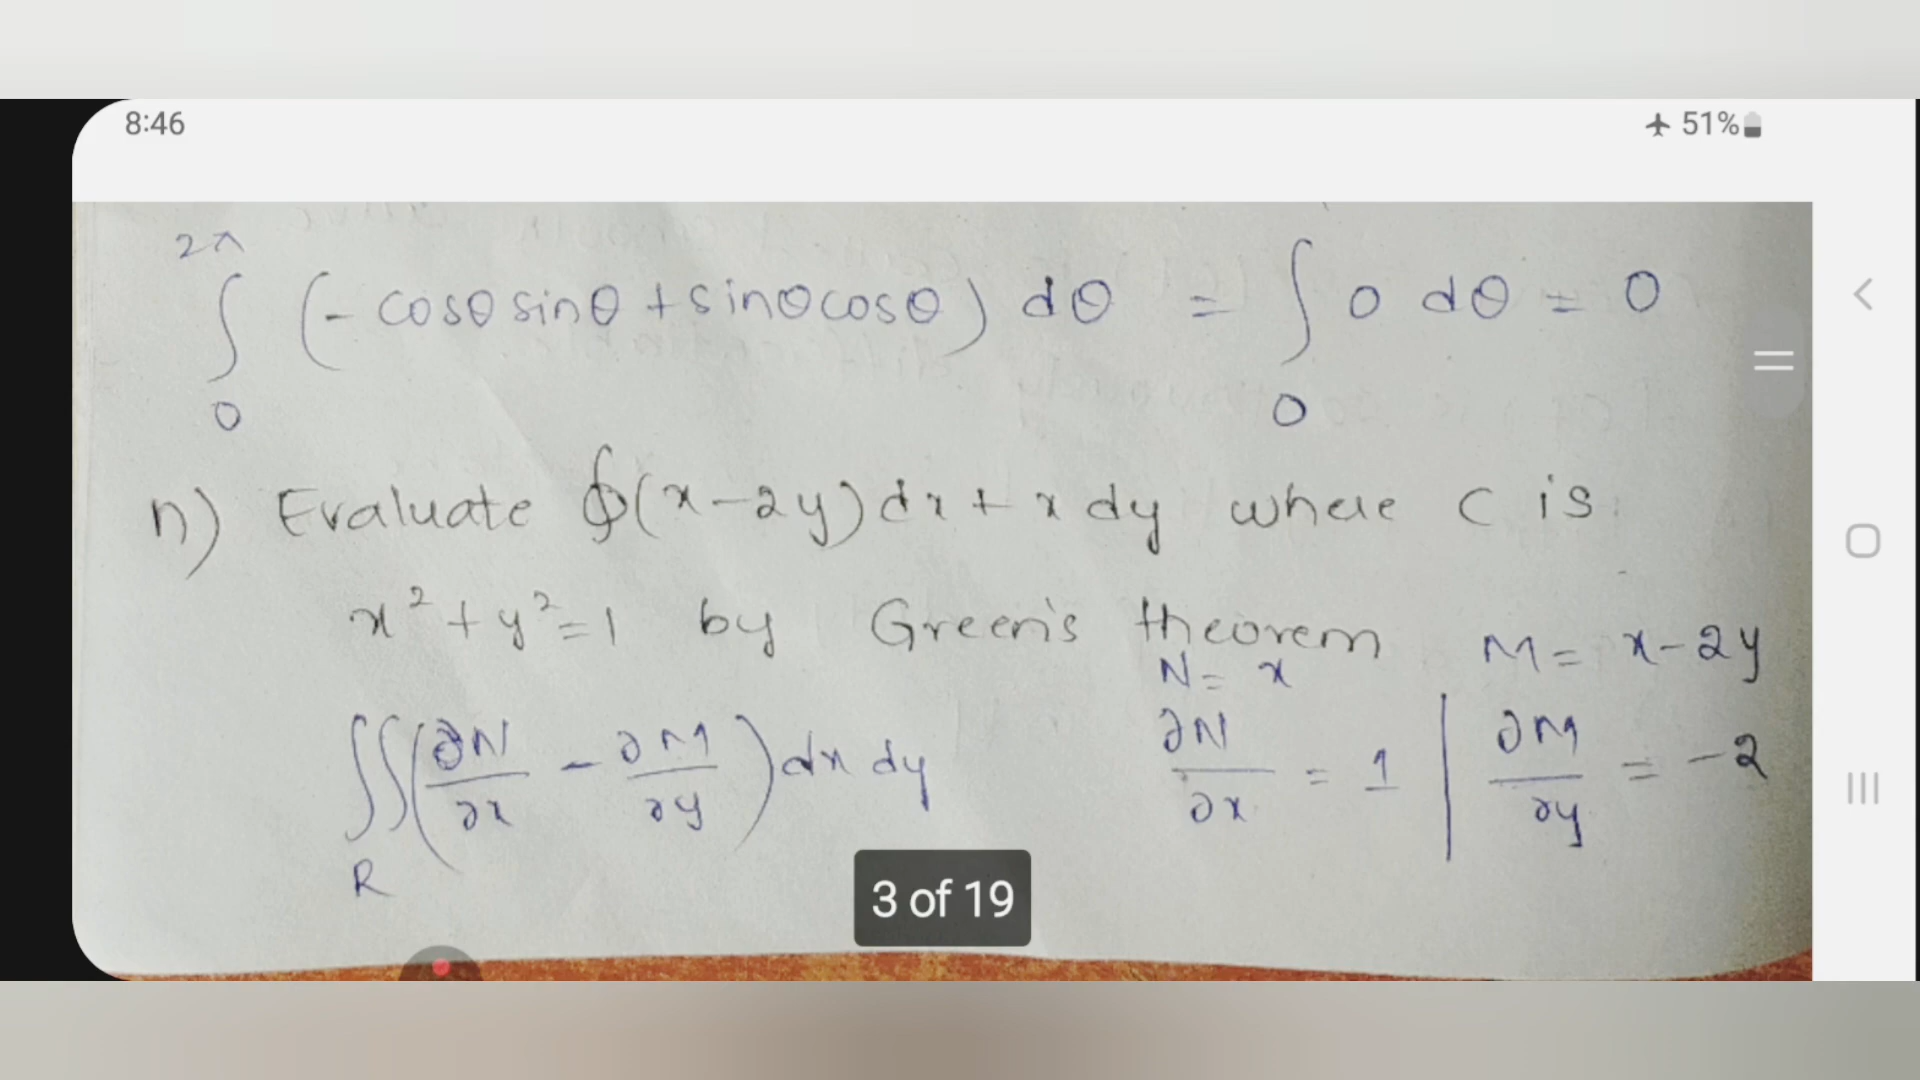 8:46 51%
2π
∫ (- cosθ sinθ + sinθ cosθ) dθ = ∫ 0 dθ = 0
0 0
n) Evaluate ∮(x-2y)dx + x dy where C is
x²+y²=1 by Green's theorem M = x-2y
N = x
∬(∂N/∂x - ∂M/∂y) dx dy ∂N/∂x = 1 | ∂M/∂y = -2
R
3 of 19